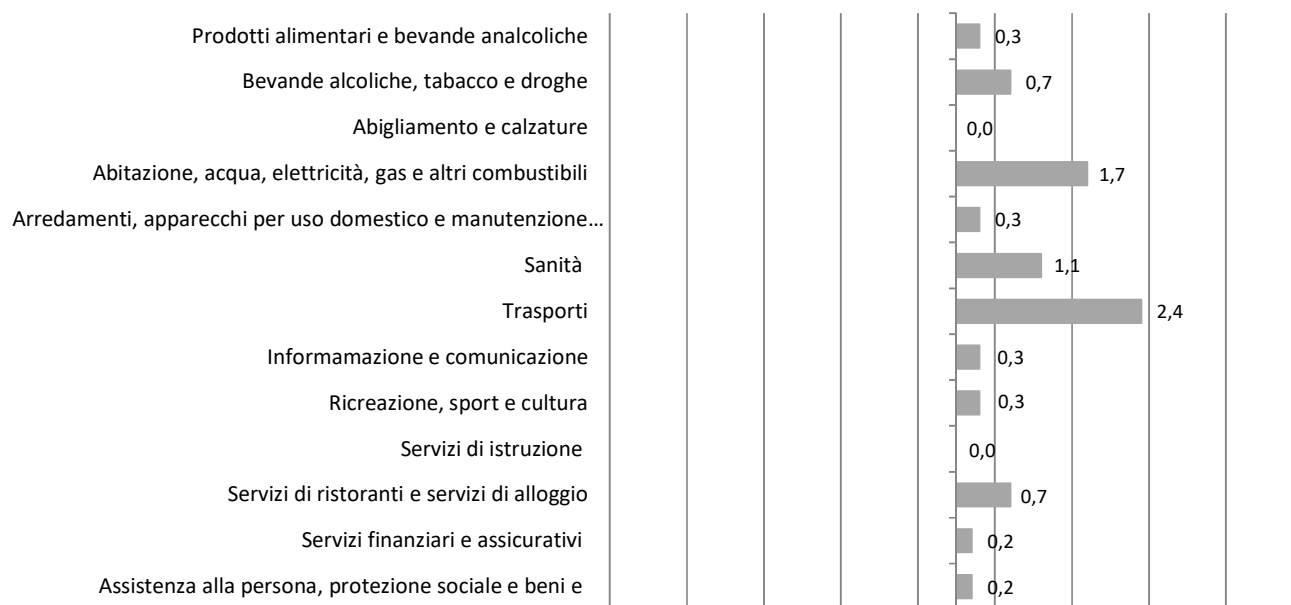 Prodotti alimentari e bevande analcoliche 0,3
Bevande alcoliche, tabacco e droghe 0,7
Abigliamento e calzature 0,0
Abitazione, acqua, elettricità, gas e altri combustibili 1,7
Arredamenti, apparecchi per uso domestico e manutenzione... 0,3
Sanità 1,1
Trasporti 2,4
Informamazione e comunicazione 0,3
Ricreazione, sport e cultura 0,3
Servizi di istruzione 0,0
Servizi di ristoranti e servizi di alloggio 0,7
Servizi finanziari e assicurativi 0,2
Assistenza alla persona, protezione sociale e beni e 0,2